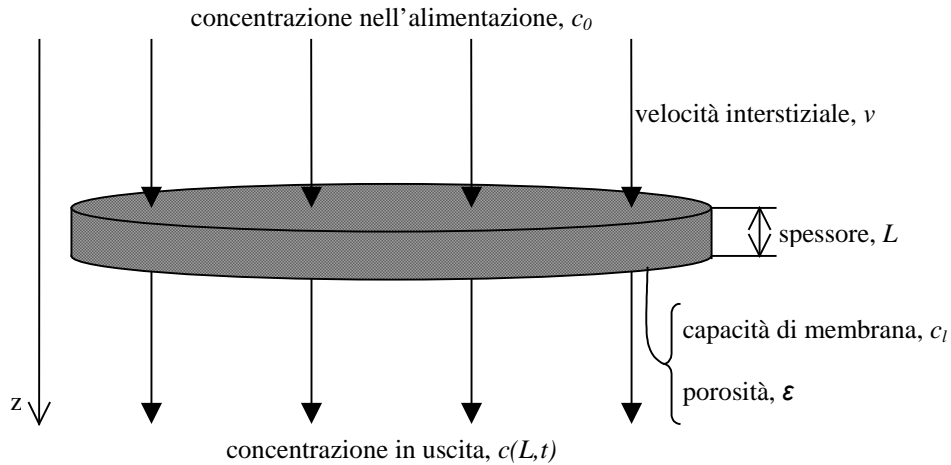 concentrazione nell'alimentazione, c₀
velocità interstiziale, v
spessore, L
capacità di membrana, cₗ
porosità, ε
z
concentrazione in uscita, c(L,t)